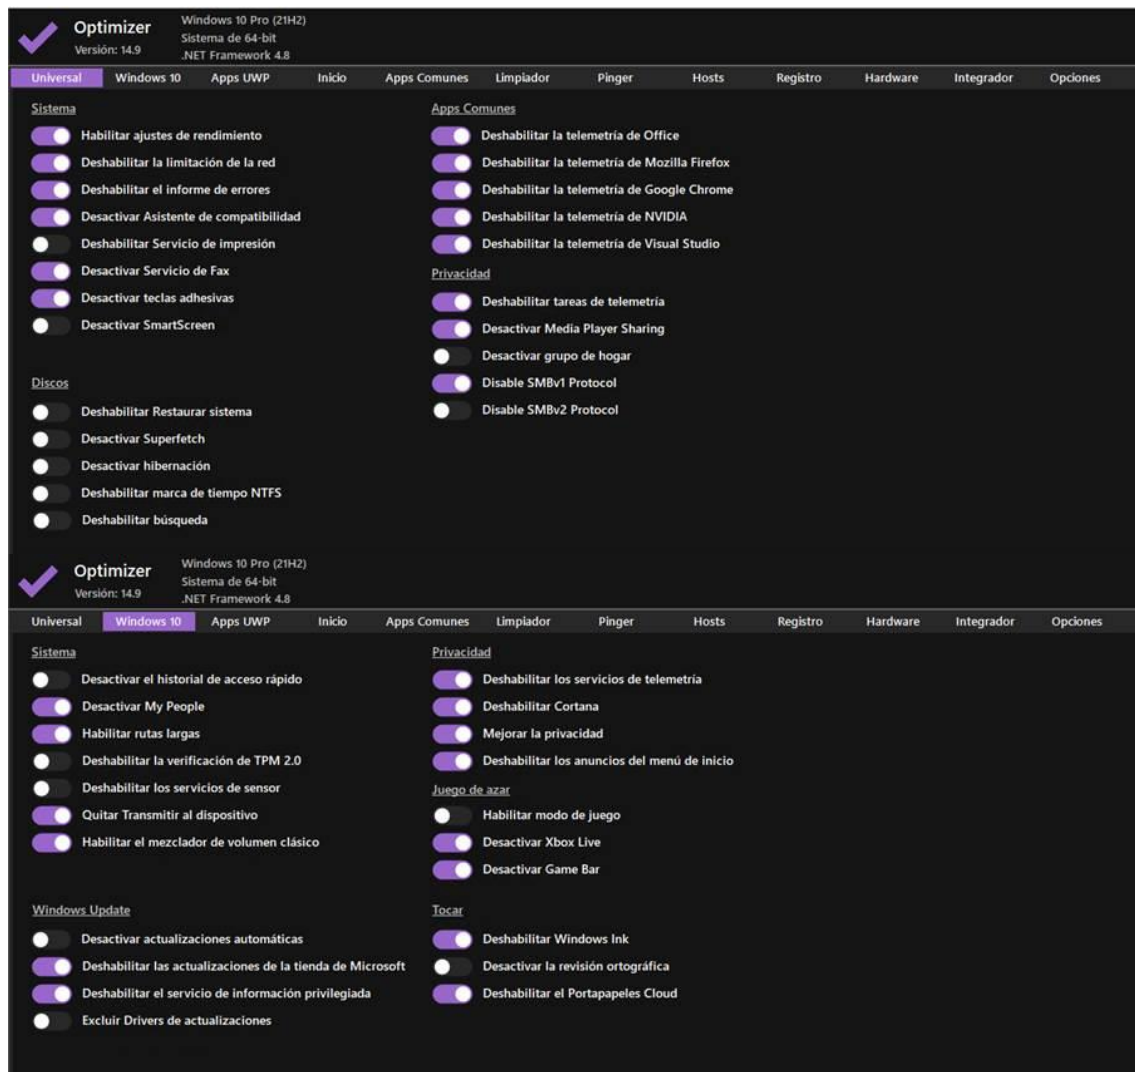 Optimizer
Versión: 14.9
Windows 10 Pro (21H2)
Sistema de 64-bit
.NET Framework 4.8
Universal Windows 10 Apps UWP Inicio Apps Comunes Limpiador Pinger Hosts Registro Hardware Integrador Opciones
Sistema
Habilitar ajustes de rendimiento
Deshabilitar la limitación de la red
Deshabilitar el informe de errores
Desactivar Asistente de compatibilidad
Deshabilitar Servicio de impresión
Desactivar Servicio de Fax
Desactivar teclas adhesivas
Desactivar SmartScreen
Discos
Deshabilitar Restaurar sistema
Desactivar Superfetch
Desactivar hibernación
Deshabilitar marca de tiempo NTFS
Deshabilitar búsqueda
Apps Comunes
Deshabilitar la telemetría de Office
Deshabilitar la telemetría de Mozilla Firefox
Deshabilitar la telemetría de Google Chrome
Deshabilitar la telemetría de NVIDIA
Deshabilitar la telemetría de Visual Studio
Privacidad
Deshabilitar tareas de telemetría
Desactivar Media Player Sharing
Desactivar grupo de hogar
Disable SMBv1 Protocol
Disable SMBv2 Protocol
Optimizer
Versión: 14.9
Windows 10 Pro (21H2)
Sistema de 64-bit
.NET Framework 4.8
Universal Windows 10 Apps UWP Inicio Apps Comunes Limpiador Pinger Hosts Registro Hardware Integrador Opciones
Sistema
Desactivar el historial de acceso rápido
Desactivar My People
Habilitar rutas largas
Deshabilitar la verificación de TPM 2.0
Deshabilitar los servicios de sensor
Quitar Transmitir al dispositivo
Habilitar el mezclador de volumen clásico
Windows Update
Desactivar actualizaciones automáticas
Deshabilitar las actualizaciones de la tienda de Microsoft
Deshabilitar el servicio de información privilegiada
Excluir Drivers de actualizaciones
Privacidad
Deshabilitar los servicios de telemetría
Deshabilitar Cortana
Mejorar la privacidad
Deshabilitar los anuncios del menú de inicio
Juego de azar
Habilitar modo de juego
Desactivar Xbox Live
Desactivar Game Bar
Tocar
Deshabilitar Windows Ink
Desactivar la revisión ortográfica
Deshabilitar el Portapapeles Cloud